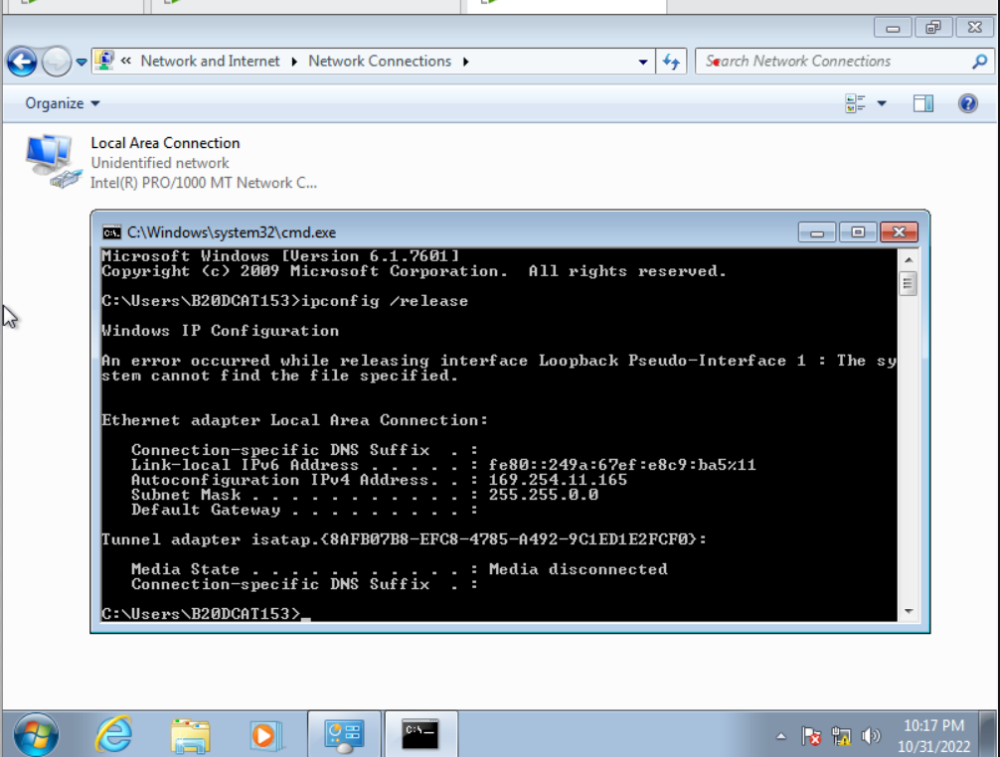 « Network and Internet Network Connections
Search Network Connections
Organize
Local Area Connection
Unidentified network
Intel(R) PRO/1000 MT Network C...
C:\Windows\system32\cmd.exe
Microsoft Windows [Version 6.1.7601]
Copyright (c) 2009 Microsoft Corporation.  All rights reserved.
C:\Users\B20DCAT153>ipconfig /release
Windows IP Configuration
An error occurred while releasing interface Loopback Pseudo-Interface 1 : The sy
stem cannot find the file specified.
Ethernet adapter Local Area Connection:
Connection-specific DNS Suffix  . :
Link-local IPv6 Address . . . . . : fe80::249a:67ef:e8c9:ba5%11
Autoconfiguration IPv4 Address. . : 169.254.11.165
Subnet Mask . . . . . . . . . . . : 255.255.0.0
Default Gateway . . . . . . . . . :
Tunnel adapter isatap.{8AFB07B8-EFC8-4785-A492-9C1ED1E2FCF0}:
Media State . . . . . . . . . . . : Media disconnected
Connection-specific DNS Suffix  . :
C:\Users\B20DCAT153>_
10:17 PM
10/31/2022